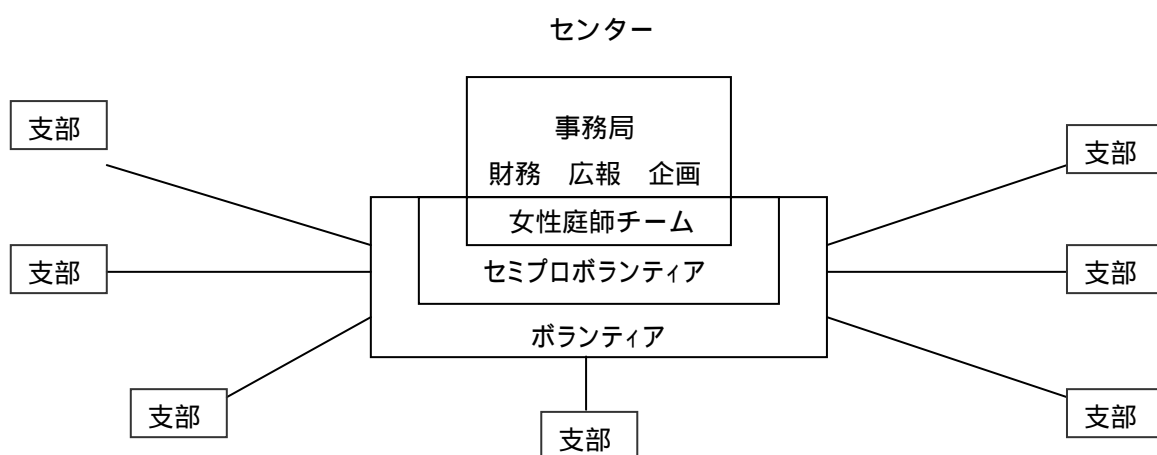 センター
支部
事務局
支部
財務　広報　企画
女性庭師チーム
支部
セミプロボランティア
支部
ボランティア
支部
支部
支部